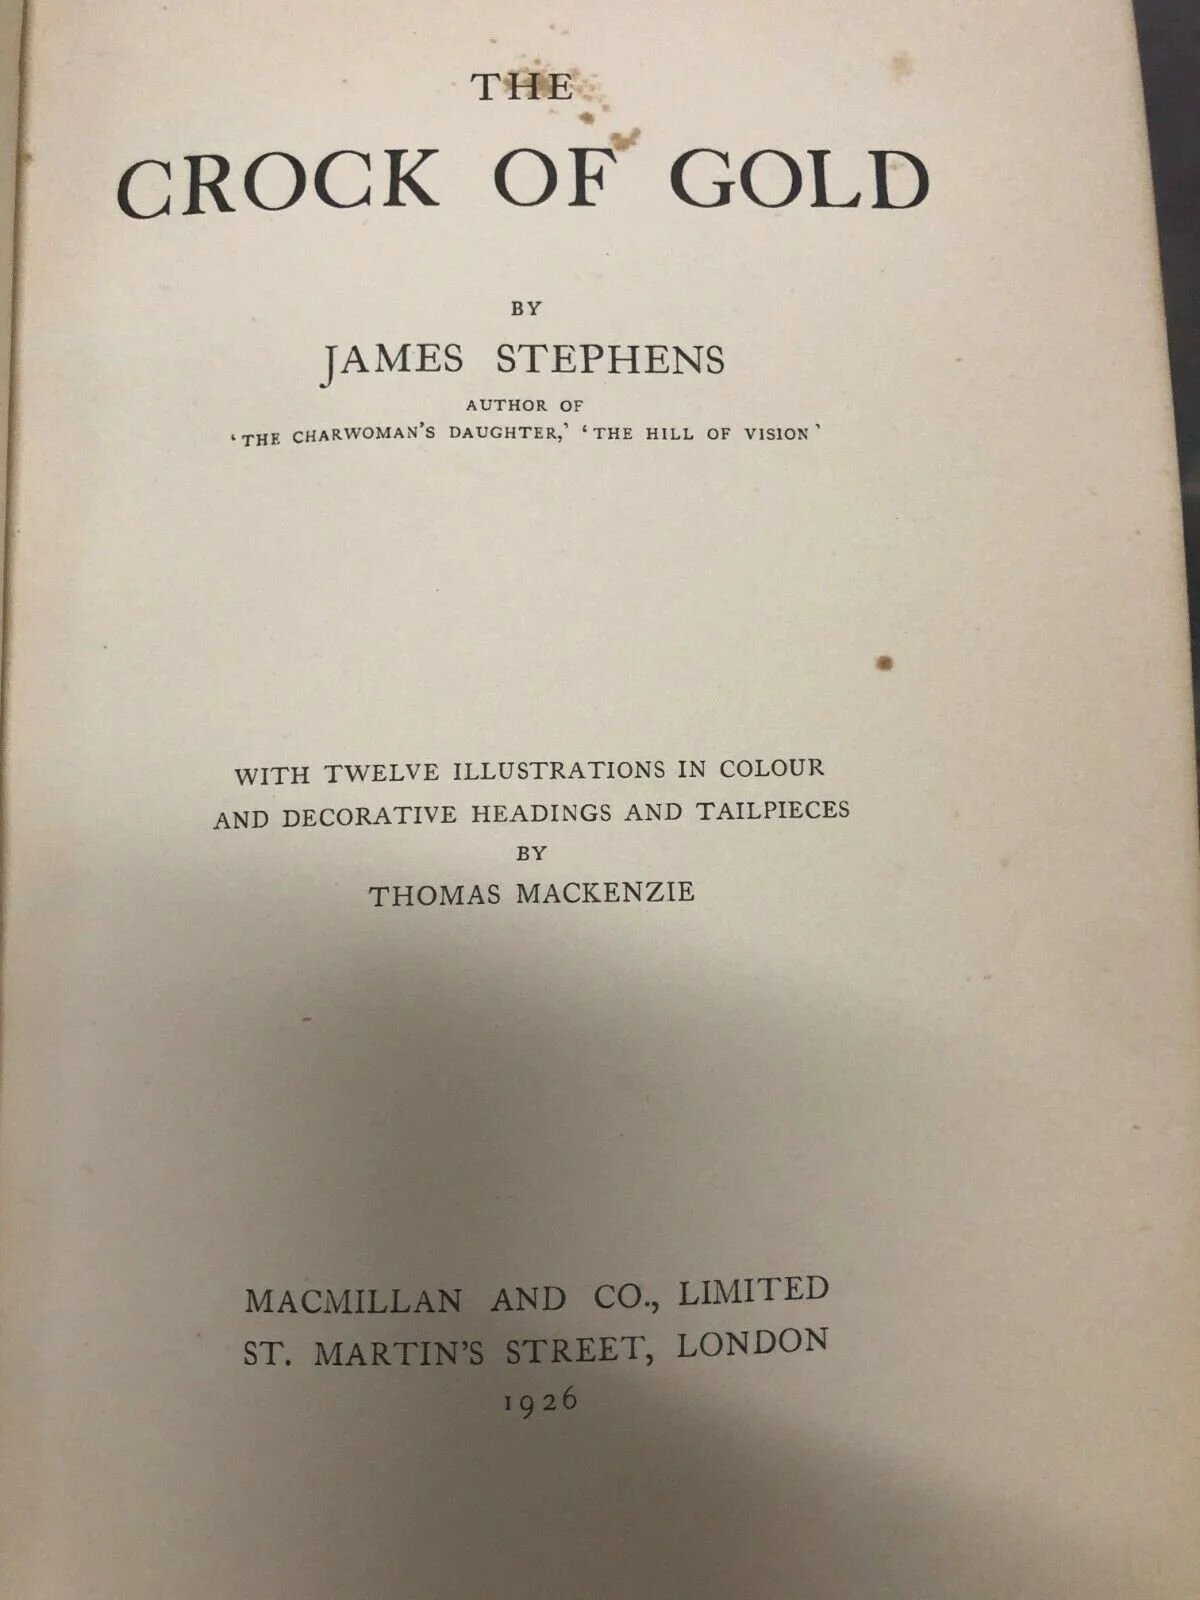 THE
CROCK OF GOLD
BY
JAMES STEPHENS
AUTHOR OF
‘THE CHARWOMAN’S DAUGHTER,’ ‘THE HILL OF VISION’
WITH TWELVE ILLUSTRATIONS IN COLOUR
AND DECORATIVE HEADINGS AND TAILPIECES
BY
THOMAS MACKENZIE
MACMILLAN AND CO., LIMITED
ST. MARTIN’S STREET, LONDON
1926